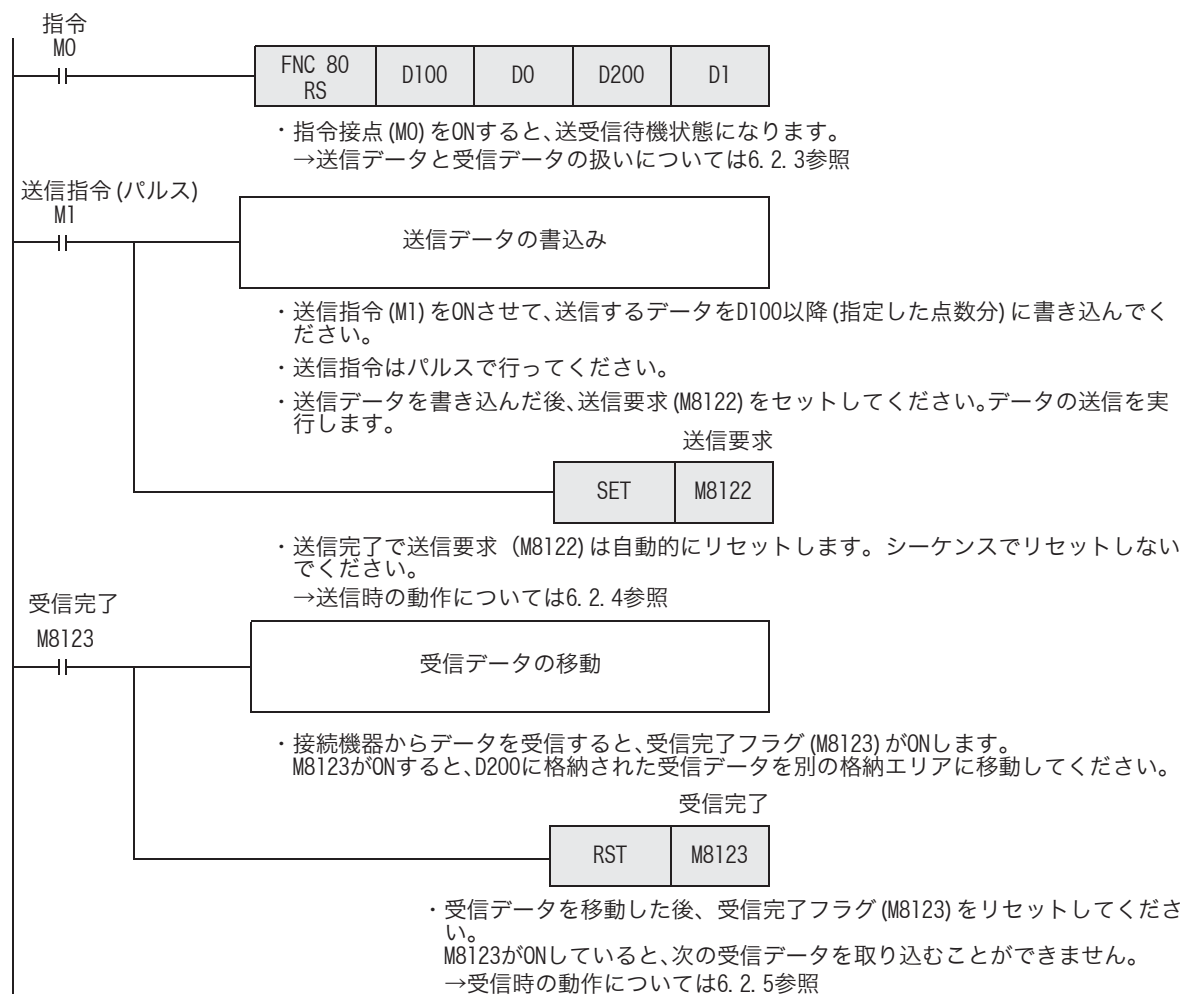 指令
M0
FNC 80
RS
D100
D0
D200
D1
・指令接点(M0)をONすると、送受信待機状態になります。
→送信データと受信データの扱いについては6.2.3参照
送信指令(パルス)
M1
送信データの書込み
・送信指令(M1)をONさせて、送信するデータをD100以降(指定した点数分)に書き込んでく
ださい。
・送信指令はパルスで行ってください。
・送信データを書き込んだ後、送信要求(M8122)をセットしてください。データの送信を実
行します。
送信要求
SET
M8122
・送信完了で送信要求（M8122)は自動的にリセットします。シーケンスでリセットしない
でください。
→送信時の動作については6.2.4参照
受信完了
M8123
受信データの移動
・接続機器からデータを受信すると、受信完了フラグ(M8123)がONします。
M8123がONすると、D200に格納された受信データを別の格納エリアに移動してください。
受信完了
RST
M8123
・受信データを移動した後、受信完了フラグ(M8123)をリセットしてくださ
い。
M8123がONしていると、次の受信データを取り込むことができません。
→受信時の動作については6.2.5参照